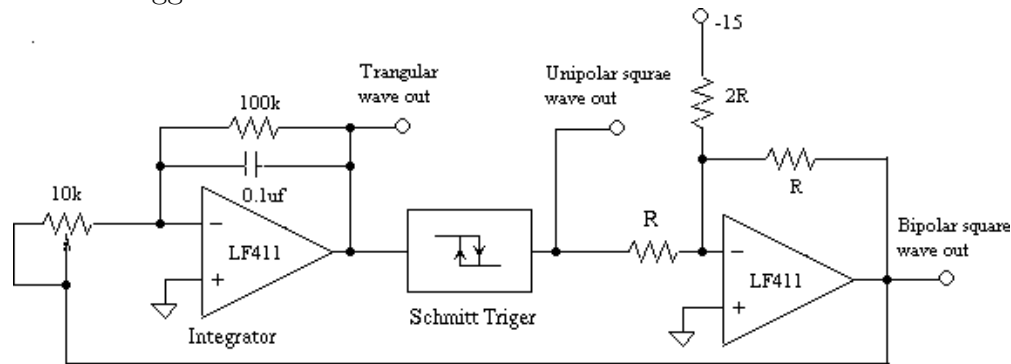 -15
Trangular
wave out
Unipolar squrae
wave out
100k
2R
0.1uf
R
10k
R
Bipolar square
wave out
LF411
LF411
Schmitt Triger
Integrator